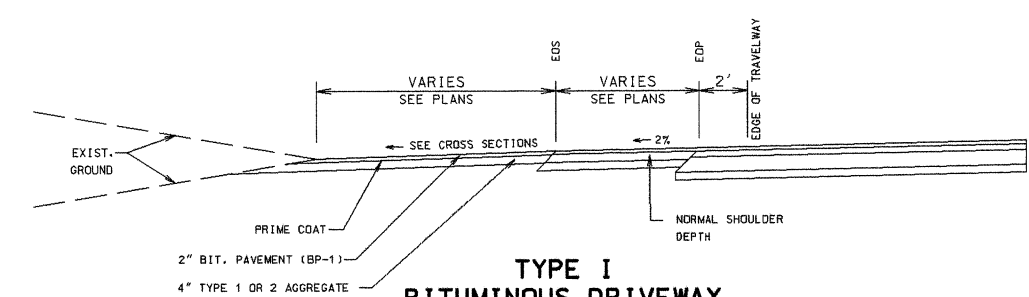 EOS
EOP
EDGE OF TRAVELWAY
VARIES
SEE PLANS
VARIES
SEE PLANS
2'
← SEE CROSS SECTIONS
← 2%
EXIST.
GROUND
PRIME COAT
NORMAL SHOULDER
DEPTH
2" BIT. PAVEMENT (BP-1)
4" TYPE 1 OR 2 AGGREGATE
TYPE I
BITUMINOUS DRIVEWAY